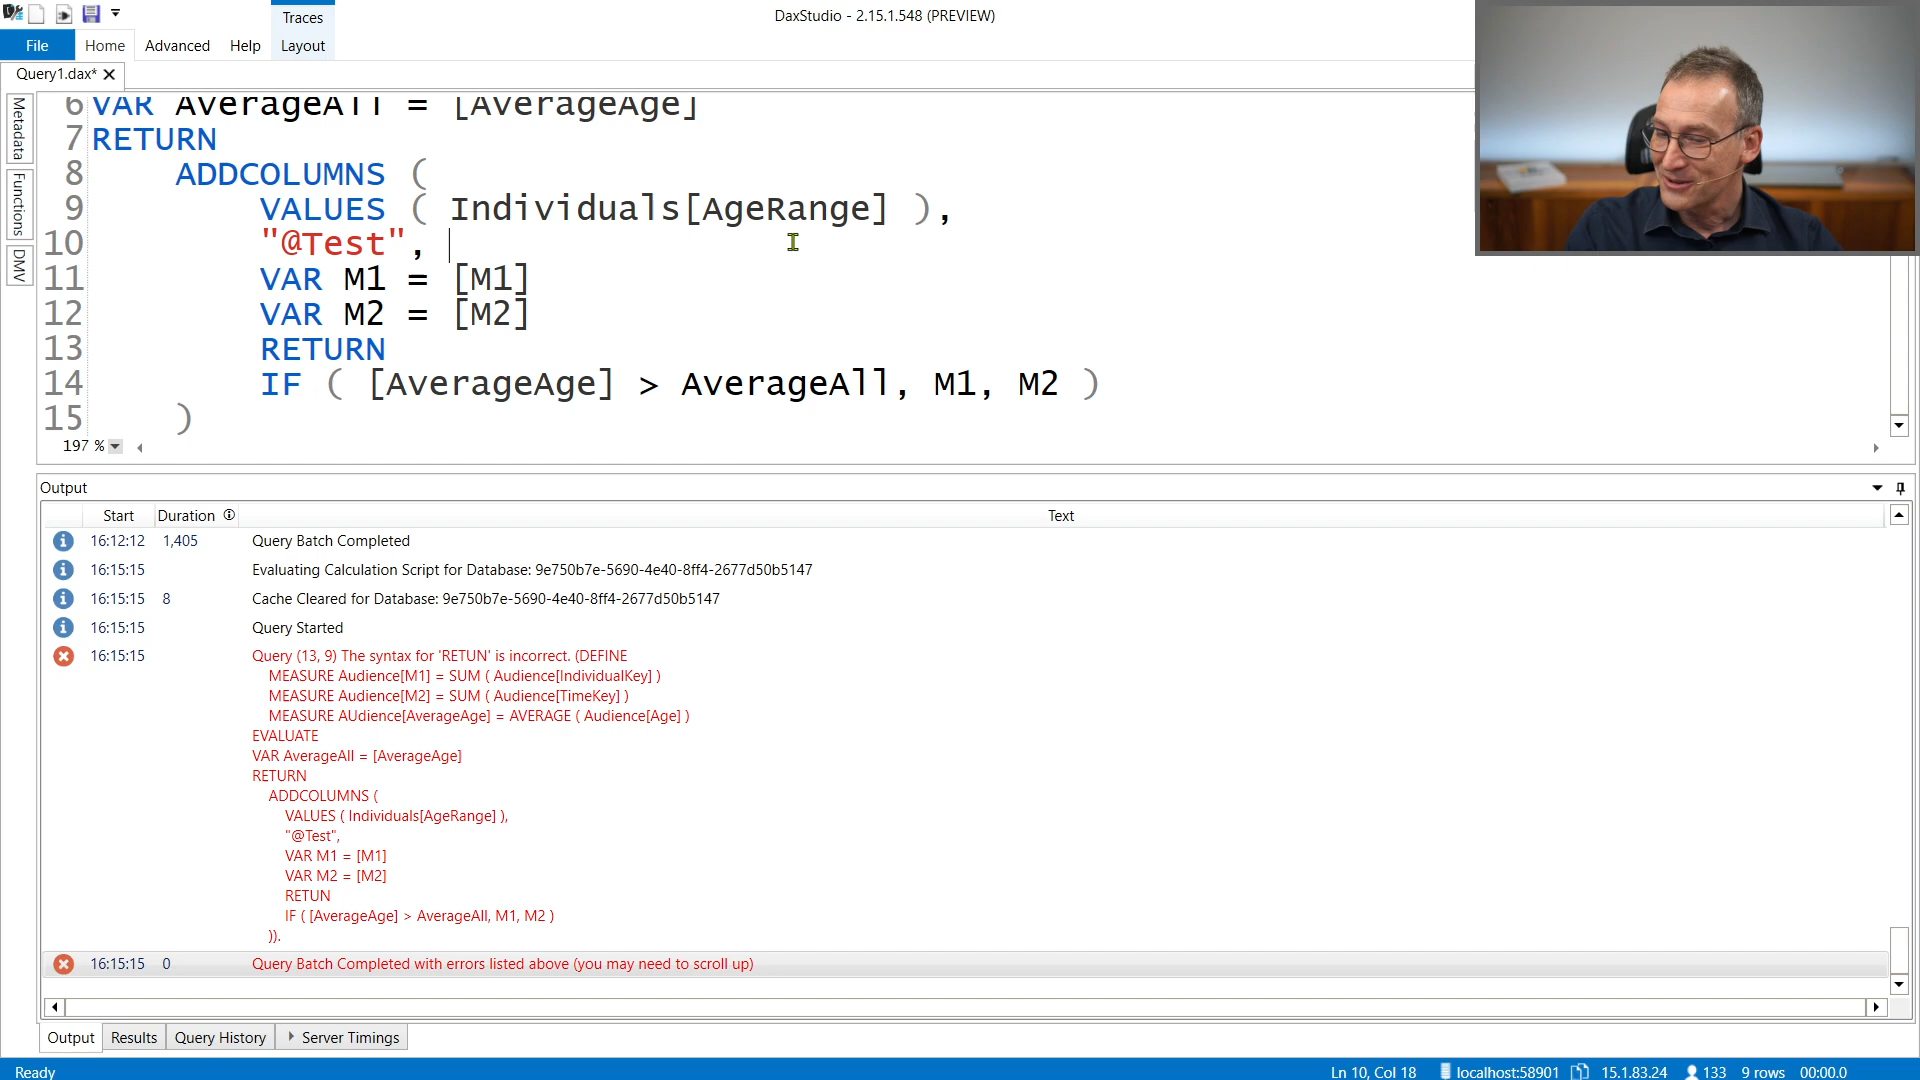 DaxStudio - 2.15.1.548 (PREVIEW)
Traces
File Home Advanced Help Layout
Query1.dax*
Metadata
Functions
DMV
6 VAR AverageAll = [AverageAge]
7 RETURN
8 ADDCOLUMNS (
9 VALUES ( Individuals[AgeRange] ),
10 "@Test",
11 VAR M1 = [M1]
12 VAR M2 = [M2]
13 RETURN
14 IF ( [AverageAge] > AverageAll, M1, M2 )
15 )
197 %
Output
Start Duration Text
16:12:12 1,405 Query Batch Completed
16:15:15 Evaluating Calculation Script for Database: 9e750b7e-5690-4e40-8ff4-2677d50b5147
16:15:15 8 Cache Cleared for Database: 9e750b7e-5690-4e40-8ff4-2677d50b5147
16:15:15 Query Started
16:15:15 Query (13, 9) The syntax for 'RETUN' is incorrect. (DEFINE
MEASURE Audience[M1] = SUM ( Audience[IndividualKey] )
MEASURE Audience[M2] = SUM ( Audience[TimeKey] )
MEASURE AUdience[AverageAge] = AVERAGE ( Audience[Age] )
EVALUATE
VAR AverageAll = [AverageAge]
RETURN
ADDCOLUMNS (
VALUES ( Individuals[AgeRange] ),
"@Test",
VAR M1 = [M1]
VAR M2 = [M2]
RETUN
IF ( [AverageAge] > AverageAll, M1, M2 )
)).
16:15:15 0 Query Batch Completed with errors listed above (you may need to scroll up)
Output Results Query History Server Timings
Ready Ln 10, Col 18 localhost:58901 15.1.83.24 133 9 rows 00:00.0